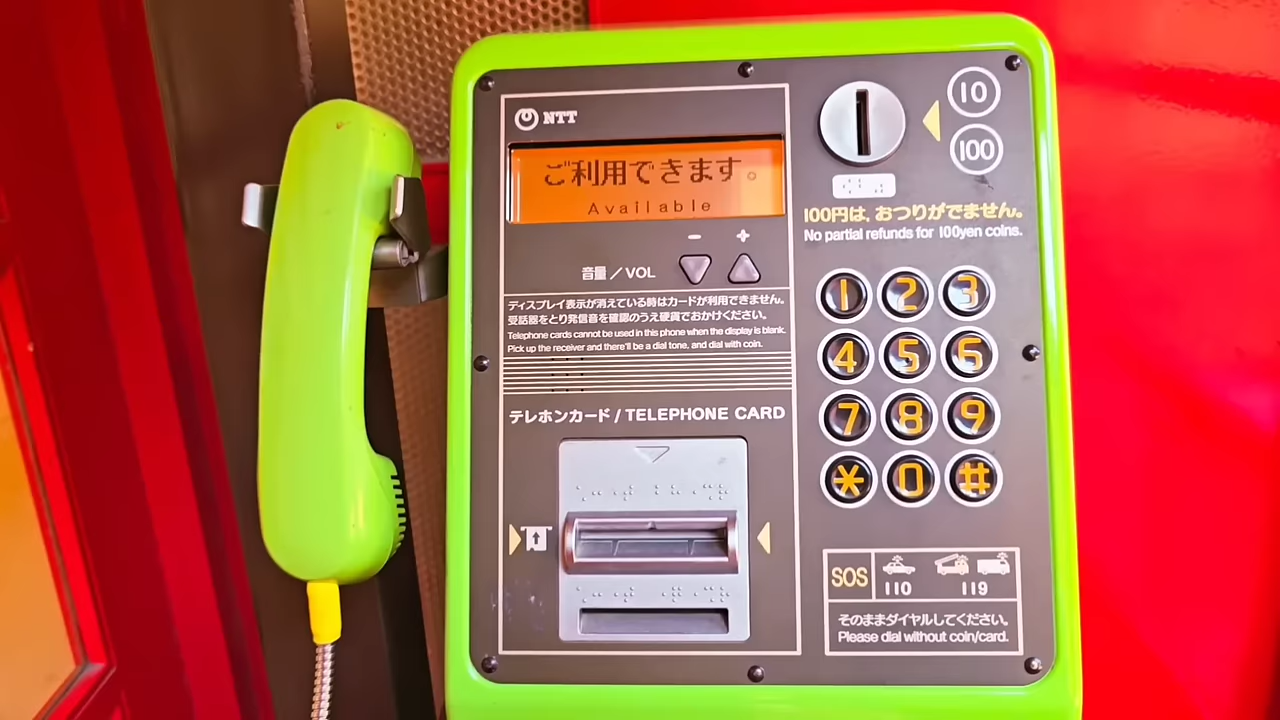 NTT
ご利用できます。
Available
音量／VOL
－ ＋
ディスプレイ表示が消えている時はカードが利用できません。
受話器をとり発信音を確認のうえ硬貨でおかけください。
Telephone cards cannot be used in this phone when the display is blank.
Pick up the receiver and there'll be a dial tone, and dial with coin.
テレホンカード / TELEPHONE CARD
10
100
100円は、おつりがでません。
No partial refunds for 100yen coins.
1 2 3
4 5 6
7 8 9
* 0 #
SOS
110 119
そのままダイヤルしてください。
Please dial without coin/card.